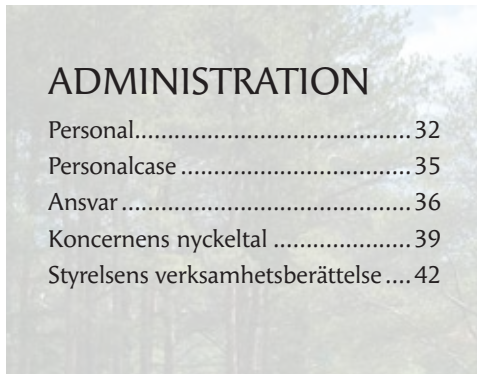 ADMINISTRATION
Personal.........................................32
Personalcase ..................................35
Ansvar ...........................................36
Koncernens nyckeltal ....................39
Styrelsens verksamhetsberättelse ....42